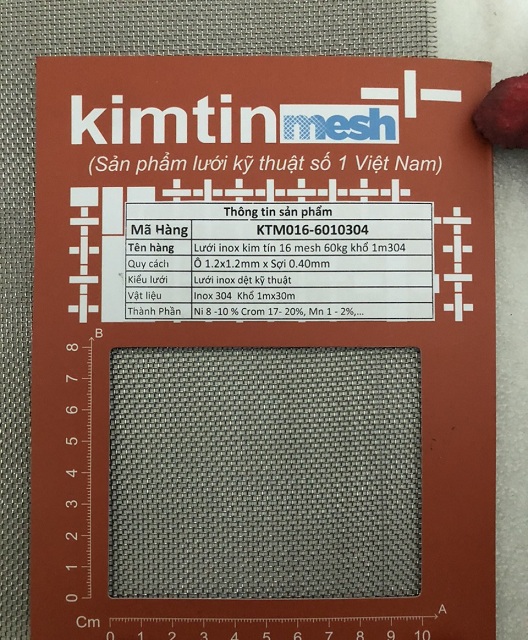 kimtin mesh
(Sản phẩm lưới kỹ thuật số 1 Việt Nam)
Thông tin sản phẩm
Mã Hàng KTM016-6010304
Tên hàng Lưới inox kim tín 16 mesh 60kg khổ 1m304
Quy cách Ô 1.2x1.2mm x Sợi 0.40mm
Kiểu lưới Lưới inox dệt kỹ thuật
Vật liệu Inox 304 Khổ 1mx30m
Thành Phần Ni 8 -10 % Crom 17- 20%, Mn 1 - 2%,...
B
8
7
6
5
4
3
2
1
0
Cm
A
0 1 2 3 4 5 6 7 8 9 10